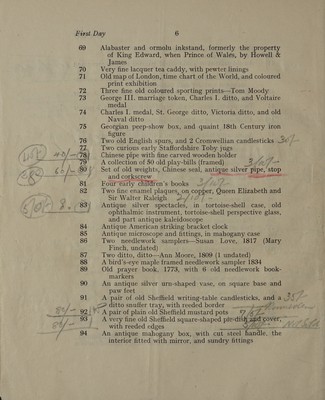 First Day 6
69 Alabaster and ormolu inkstand, formerly the property
of King Edward, when Prince of Wales, by Howell &
James
70 Very fine lacquer tea caddy, with pewter linings
71 Old map of London, time chart of the World, and coloured
print exhibition
72 Three fine old coloured sporting prints—Tom Moody
73 George III. marriage token, Charles I. ditto, and Voltaire
medal
74 Charles I. medal, St. George ditto, Victoria ditto, and old
Naval ditto
75 Georgian peep-show box, and quaint 18th Century iron
figure
76 Two old English spurs, and 2 Cromwellian candlesticks 30/-
77 Two curious early Staffordshire Toby jugs
78 Chinese pipe with fine carved wooden holder
79 A collection of 90 old play-bills (framed)
80 Set of old weights, Chinese seal, antique silver pipe, stop
and corkscrew
81 Four early children's books
82 Two fine enamel plaques, on copper, Queen Elizabeth and
Sir Walter Raleigh
83 Antique silver spectacles, in tortoise-shell case, old
ophthalmic instrument, tortoise-shell perspective glass,
and part antique kaleidoscope
84 Antique American striking bracket clock
85 Antique microscope and fittings, in mahogany case
86 Two needlework samplers—Susan Love, 1817 (Mary
Finch, undated)
87 Two ditto, ditto—Ann Moore, 1809 (1 undated)
88 A bird's-eye maple framed needlework sampler 1834
89 Old prayer book, 1773, with 6 old needlework book-
markers
90 An antique silver urn-shaped vase, on square base and
paw feet
91 A pair of old Sheffield writing-table candlesticks, and a 35/-
ditto smaller tray, with reeded border
92 A pair of plain old Sheffield mustard pots
93 A very fine old Sheffield square-shaped pie-dish and cover,
with reeded edges
94 An antique mahogany box, with cut steel handle, the
interior fitted with mirror, and sundry fittings